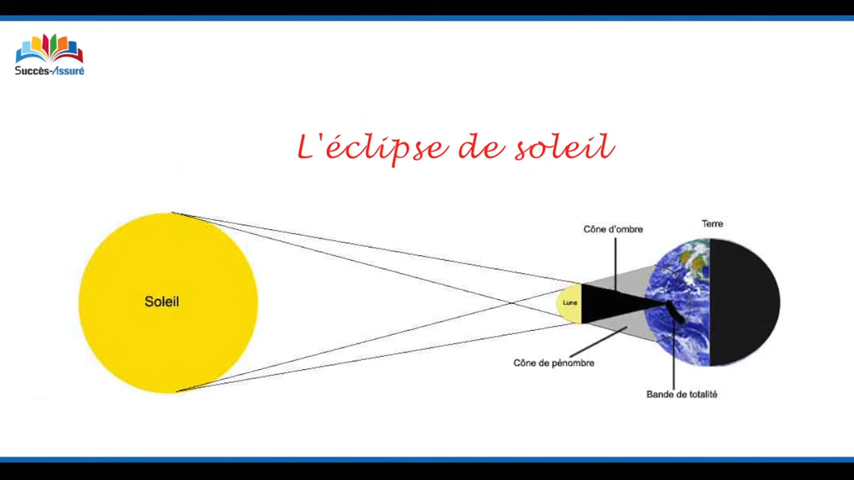 Succès-Assuré
L'éclipse de soleil
Terre
Cône d'ombre
Soleil
Lune
Cône de pénombre
Bande de totalité